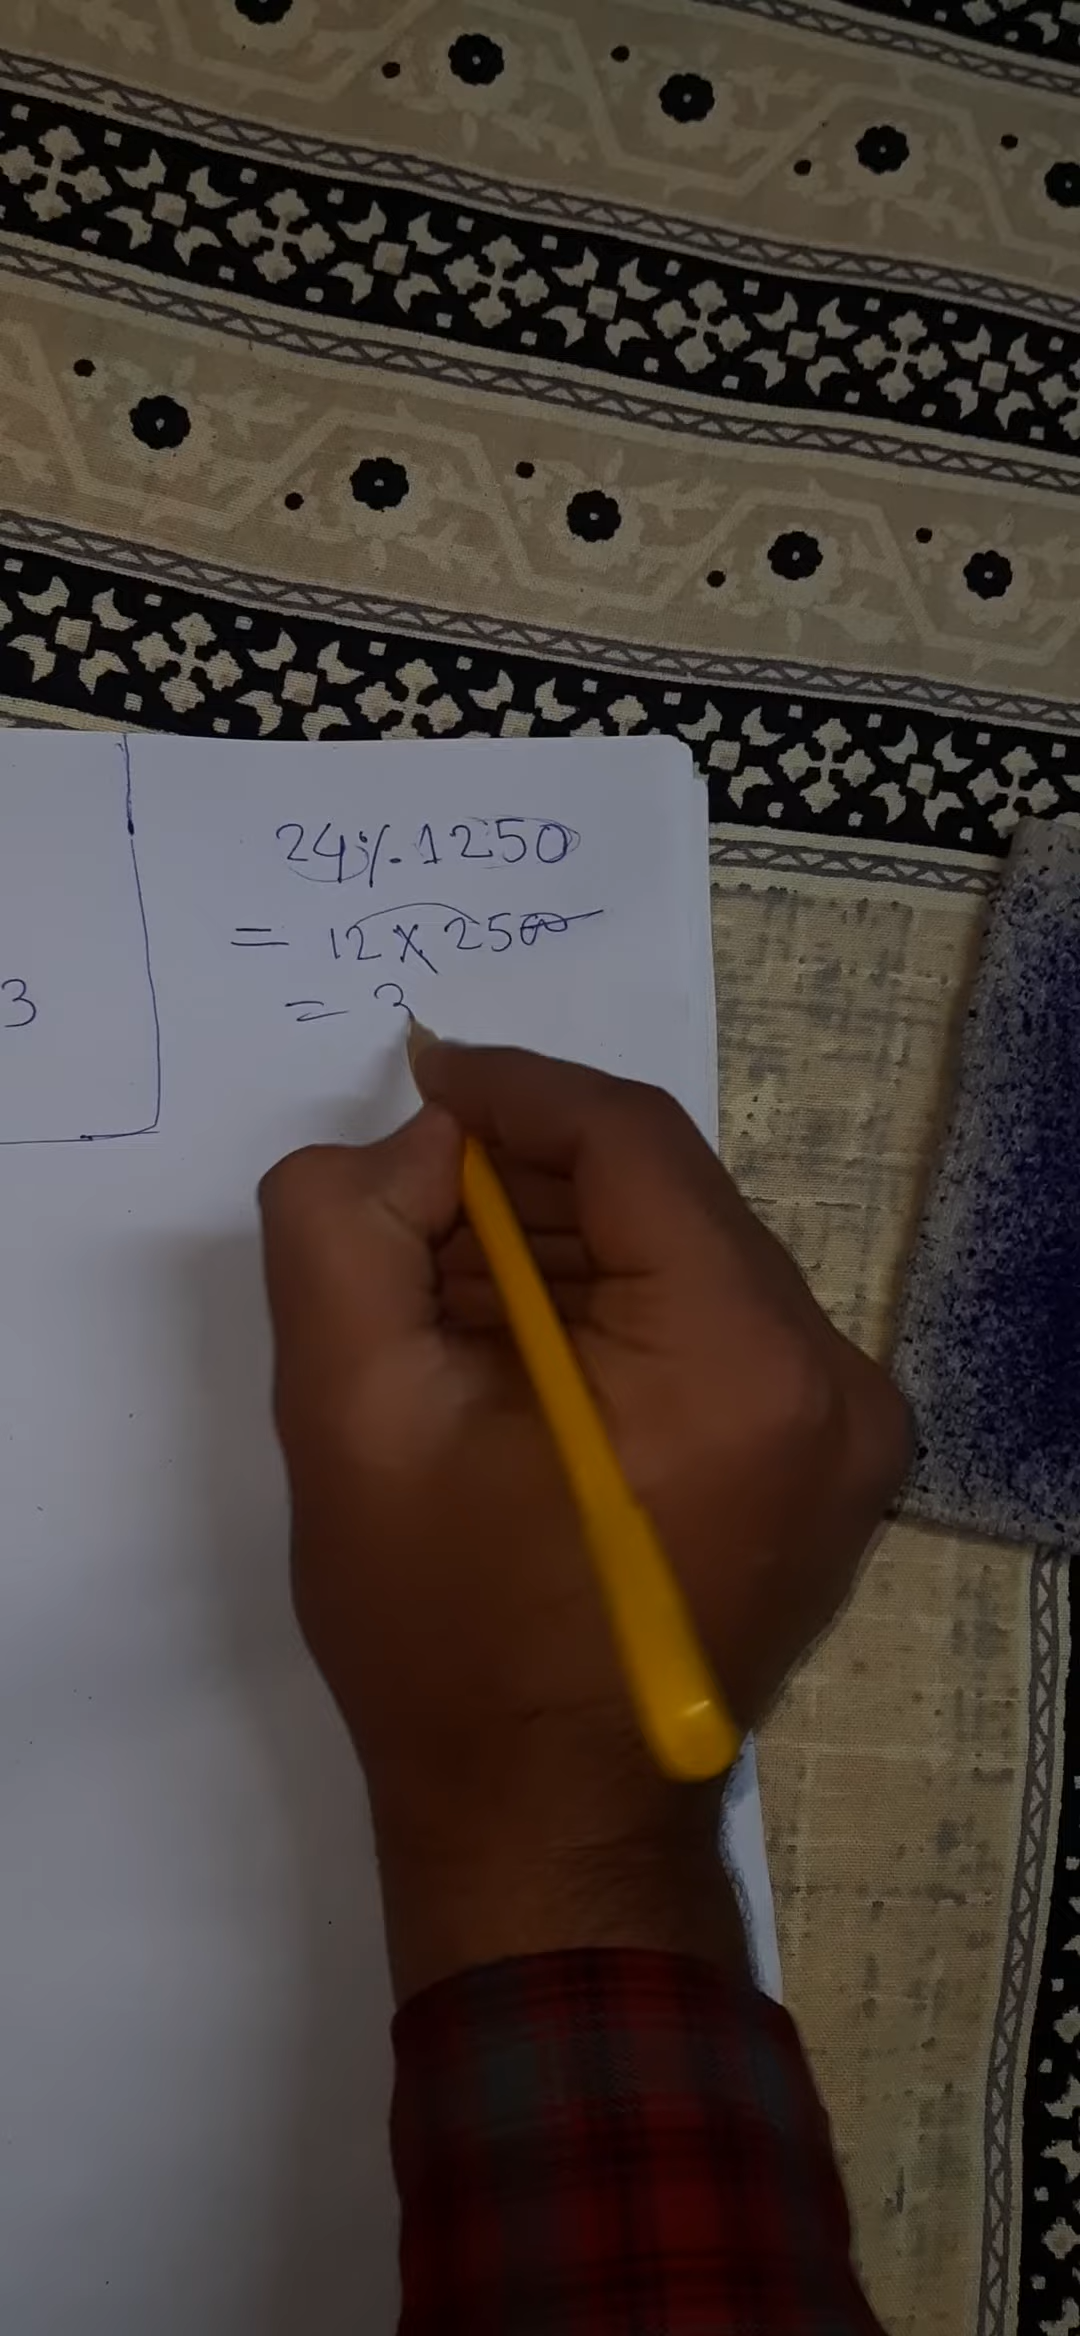 24% 1250
= 12 x 2500
3
= 3